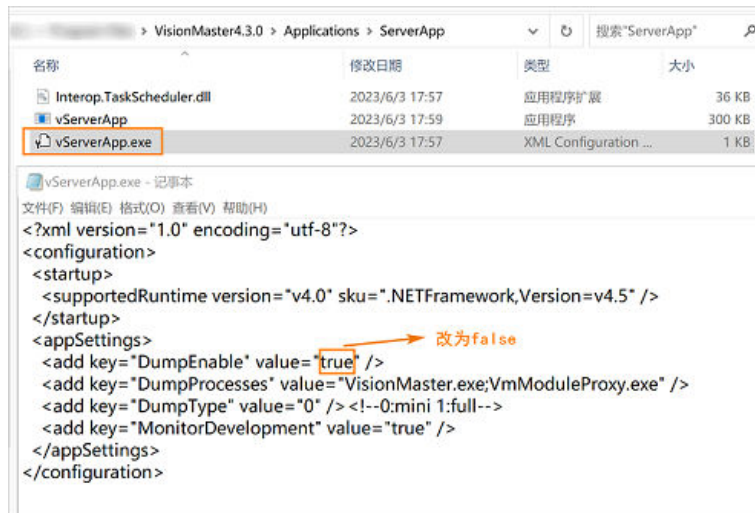 > VisionMaster4.3.0 > Applications > ServerApp
搜索"ServerApp"
名称 修改日期 类型 大小
Interop.TaskScheduler.dll 2023/6/3 17:57 应用程序扩展 36 KB
vServerApp 2023/6/3 17:59 应用程序 300 KB
vServerApp.exe 2023/6/3 17:57 XML Configuration ... 1 KB
vServerApp.exe - 记事本
文件(F) 编辑(E) 格式(O) 查看(V) 帮助(H)
<?xml version="1.0" encoding="utf-8"?>
<configuration>
<startup>
<supportedRuntime version="v4.0" sku=".NETFramework,Version=v4.5" />
</startup>
<appSettings>
改为false
<add key="DumpEnable" value="true" />
<add key="DumpProcesses" value="VisionMaster.exe;VmModuleProxy.exe" />
<add key="DumpType" value="0" /><!--0:mini 1:full-->
<add key="MonitorDevelopment" value="true" />
</appSettings>
</configuration>